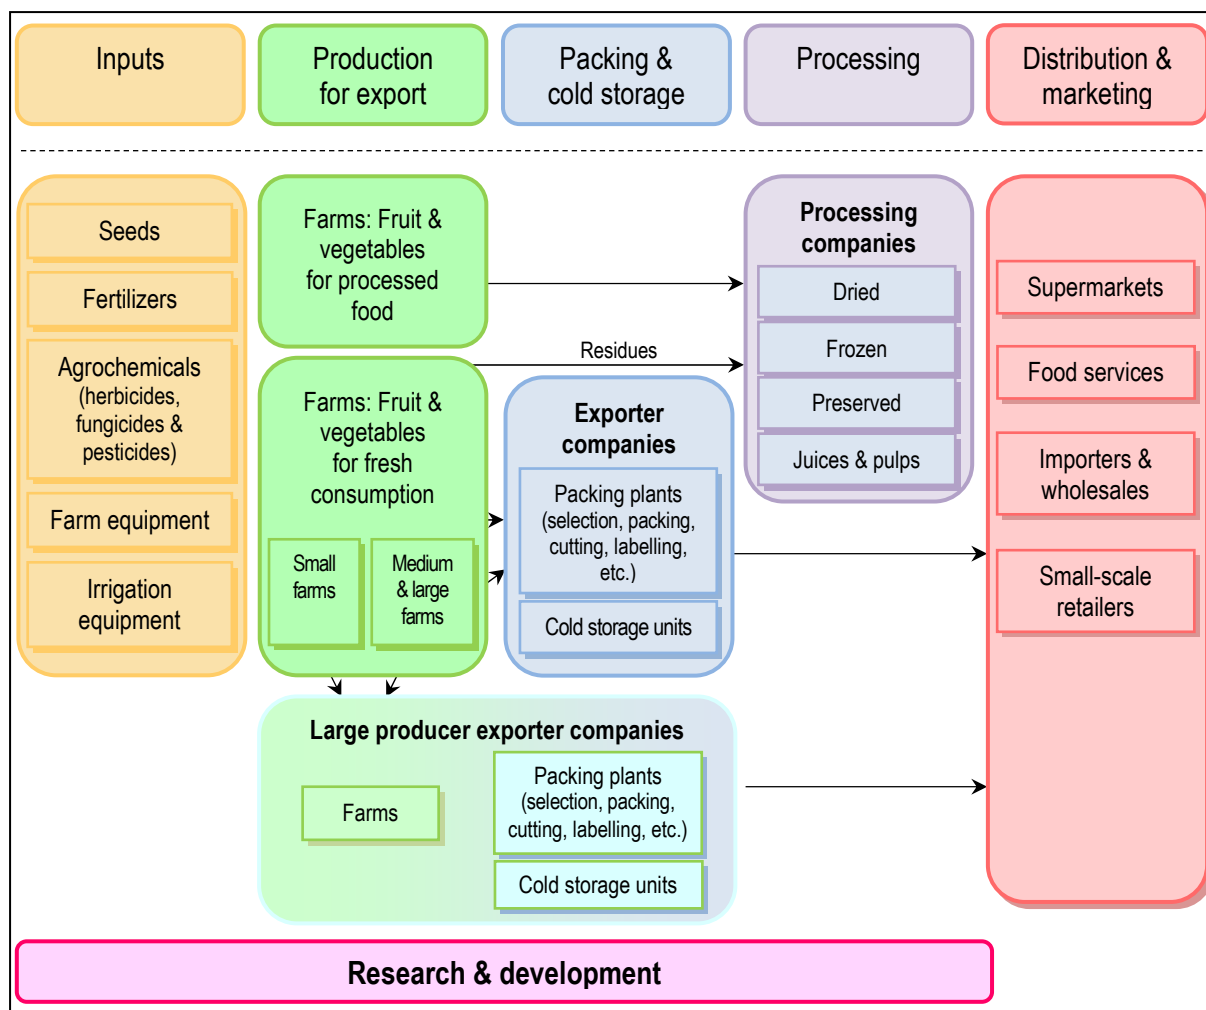 Inputs
Production
for export
Packing &
cold storage
Processing
Distribution &
marketing
Seeds
Fertilizers
Agrochemicals
(herbicides,
fungicides &
pesticides)
Farm equipment
Irrigation
equipment
Farms: Fruit &
vegetables
for processed
food
Residues
Farms: Fruit &
vegetables
for fresh
consumption
Small
farms
Medium
& large
farms
Exporter
companies
Packing plants
(selection, packing,
cutting, labelling,
etc.)
Cold storage units
Processing
companies
Dried
Frozen
Preserved
Juices & pulps
Supermarkets
Food services
Importers &
wholesales
Small-scale
retailers
Large producer exporter companies
Farms
Packing plants
(selection, packing,
cutting, labelling, etc.)
Cold storage units
Research & development